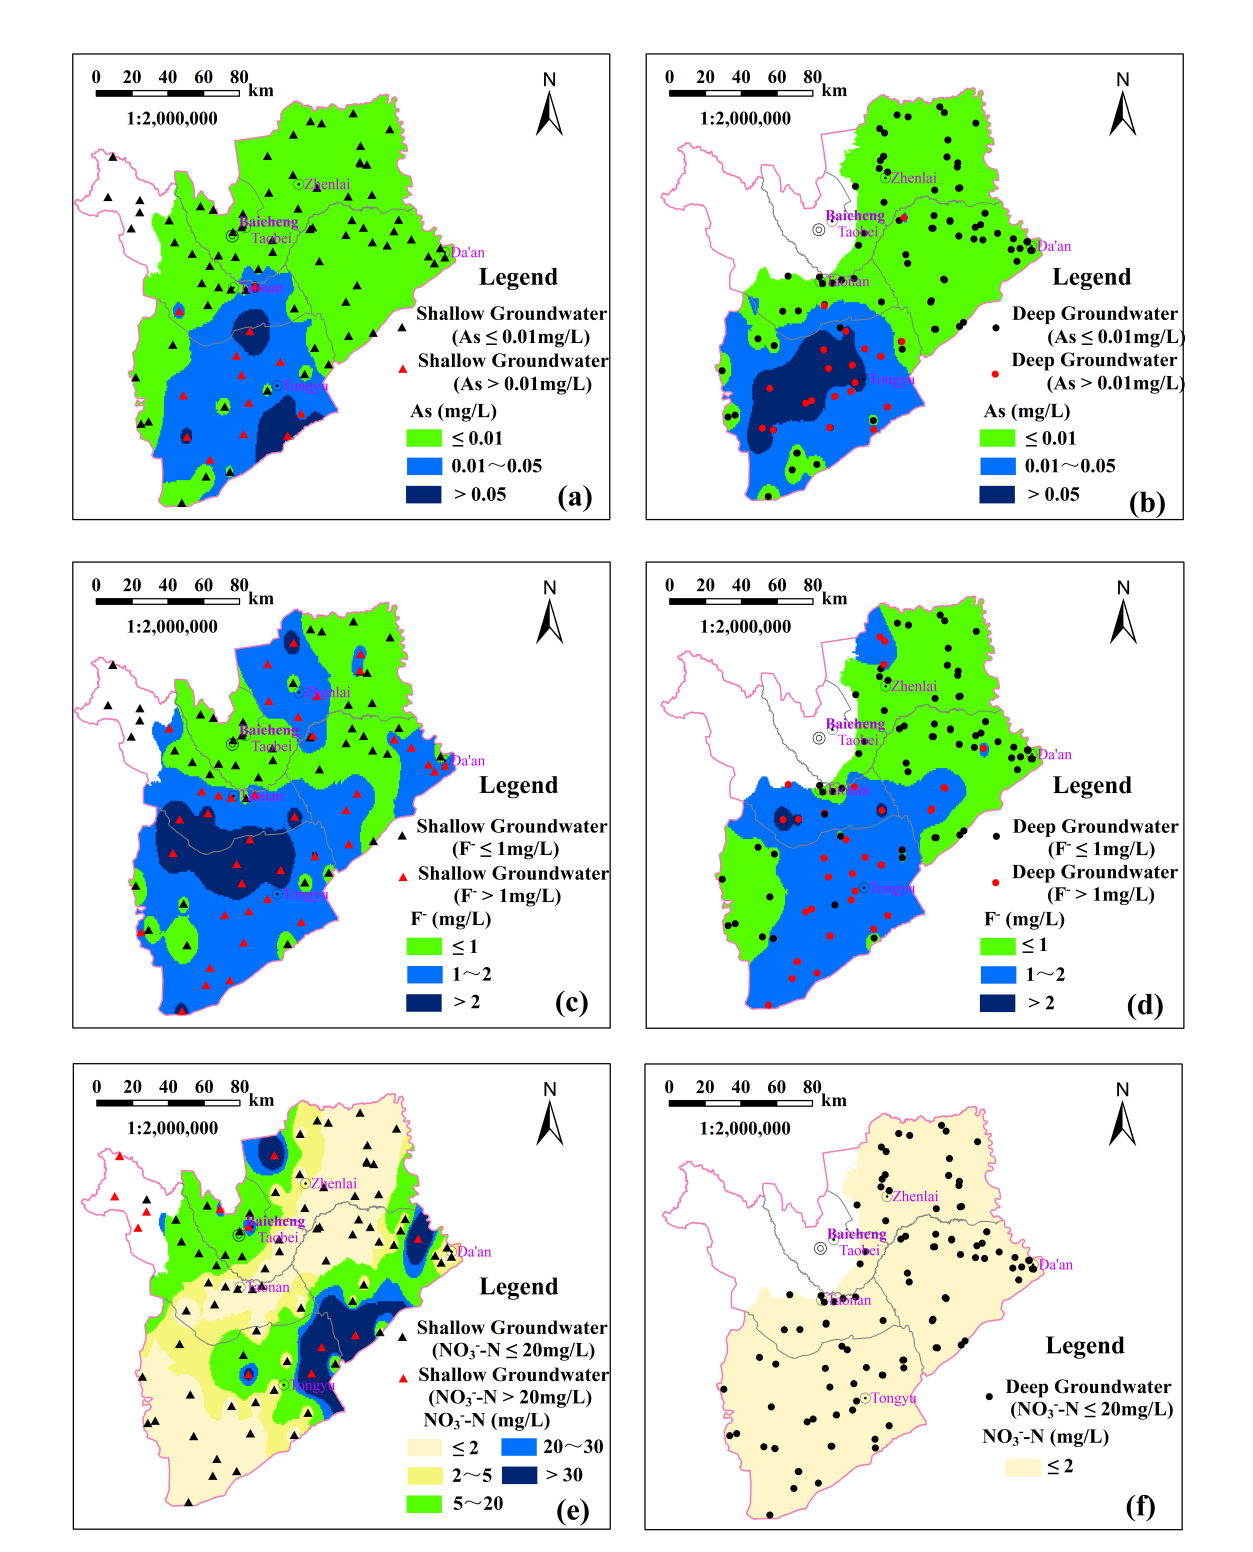 0 20 40 60 80 km
N
1:2,000,000
Zhenlai
Baicheng
Taobei
Da'an
Taonan
Tongyu
Legend
Shallow Groundwater
(As ≤ 0.01mg/L)
Shallow Groundwater
(As > 0.01mg/L)
As (mg/L)
≤ 0.01
0.01~0.05
> 0.05
(a)
0 20 40 60 80 km
N
1:2,000,000
Zhenlai
Baicheng
Taobei
Da'an
Taonan
Tongyu
Legend
Deep Groundwater
(As ≤ 0.01mg/L)
Deep Groundwater
(As > 0.01mg/L)
As (mg/L)
≤ 0.01
0.01~0.05
> 0.05
(b)
0 20 40 60 80 km
N
1:2,000,000
Zhenlai
Baicheng
Taobei
Da'an
Taonan
Tongyu
Legend
Shallow Groundwater
(F⁻ ≤ 1mg/L)
Shallow Groundwater
(F⁻ > 1mg/L)
F⁻ (mg/L)
≤ 1
1~2
> 2
(c)
0 20 40 60 80 km
N
1:2,000,000
Zhenlai
Baicheng
Taobei
Da'an
Taonan
Tongyu
Legend
Deep Groundwater
(F⁻ ≤ 1mg/L)
Deep Groundwater
(F⁻ > 1mg/L)
F⁻ (mg/L)
≤ 1
1~2
> 2
(d)
0 20 40 60 80 km
N
1:2,000,000
Zhenlai
Baicheng
Taobei
Da'an
Taonan
Tongyu
Legend
Shallow Groundwater
(NO₃⁻-N ≤ 20mg/L)
Shallow Groundwater
(NO₃⁻-N > 20mg/L)
NO₃⁻-N (mg/L)
≤ 2 20~30
2~5 > 30
5~20
(e)
0 20 40 60 80 km
N
1:2,000,000
Zhenlai
Baicheng
Taobei
Da'an
Taonan
Tongyu
Legend
Deep Groundwater
(NO₃⁻-N ≤ 20mg/L)
NO₃⁻-N (mg/L)
≤ 2
(f)